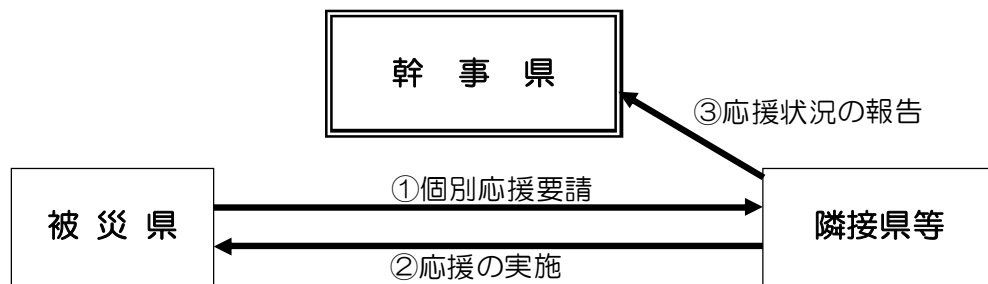 幹　事　県
③応援状況の報告
①個別応援要請
被 災 県
隣接県等
②応援の実施